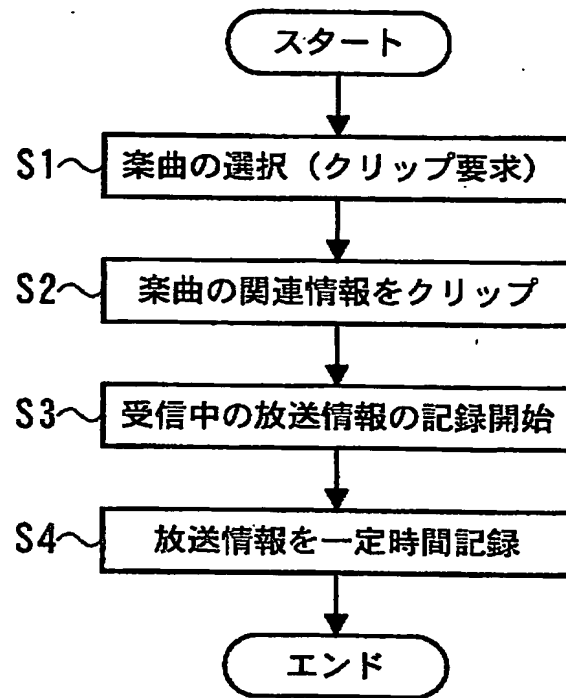 スタート
S1 楽曲の選択（クリップ要求）
S2 楽曲の関連情報をクリップ
S3 受信中の放送情報の記録開始
S4 放送情報を一定時間記録
エンド